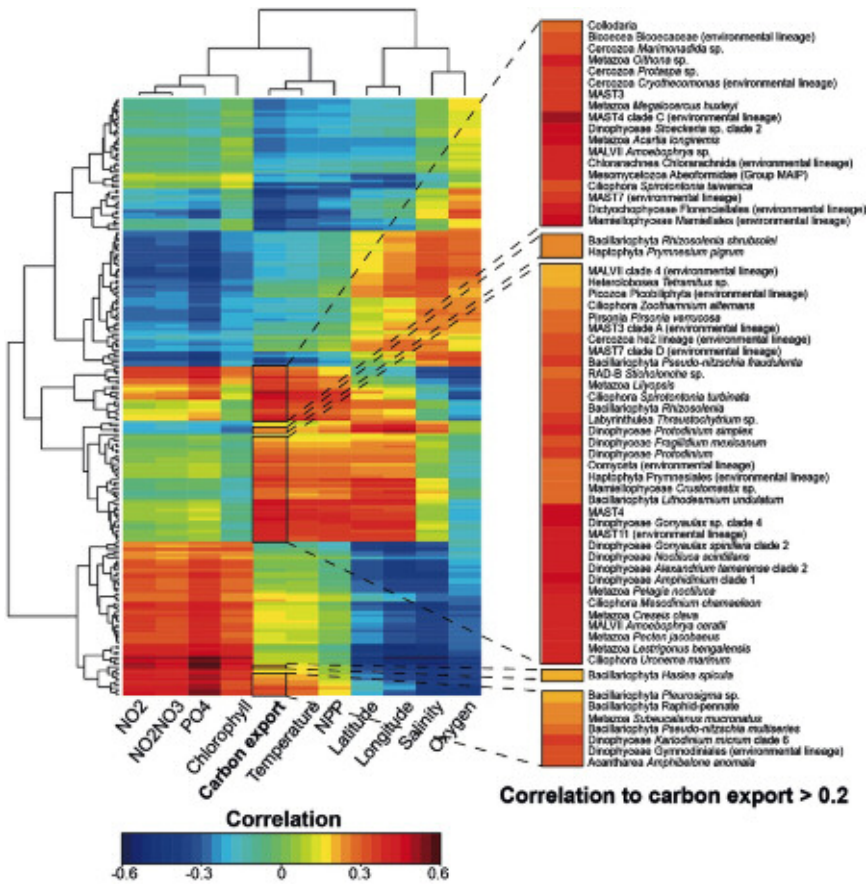 Collodaria
Bicoecea Bicoecaceae (environmental lineage)
Cercozoa Marimonadida sp.
Metazoa Oithona sp.
Cercozoa Protaspa sp.
Cercozoa Cryothecomonas (environmental lineage)
MAST3
Metazoa Megalocercus huxleyi
MAST4 clade C (environmental lineage)
Dinophyceae Stoeckeria sp. clade 2
Metazoa Acartia longiremis
MALVII Amoebophrya sp.
Chlorarachnea Chlorarachnida (environmental lineage)
Mesomycetozoa Abeoformidae (Group MAIP)
Ciliophora Spirotontonia taiwanica
MAST7 (environmental lineage)
Dictyochophyceae Florenciellales (environmental lineage)
Mamiellophyceae Mamiellales (environmental lineage)
Bacillariophyta Rhizosolenia shrubsolei
Haptophyta Prymnesium pigrum
MALVII clade 4 (environmental lineage)
Heterolobosea Tetramitus sp.
Picozoa Picobiliphyta (environmental lineage)
Ciliophora Zoothamnium alternans
Pirsonia Pirsonia verrucosa
MAST3 clade A (environmental lineage)
Cercozoa he2 lineage (environmental lineage)
MAST7 clade D (environmental lineage)
Bacillariophyta Pseudo-nitzschia fraudulenta
RAD-B Sticholonche sp.
Metazoa Lilyopsis
Ciliophora Spirotontonia turbinata
Bacillariophyta Rhizosolenia
Labyrinthulea Thraustochytrium sp.
Dinophyceae Protodinium simplex
Dinophyceae Fragilidium mexicanum
Dinophyceae Protodinium
Oomyceta (environmental lineage)
Haptophyta Prymnesiales (environmental lineage)
Mamiellophyceae Crustomastix sp.
Bacillariophyta Lithodesmium undulatum
MAST4
Dinophyceae Gonyaulax sp. clade 4
MAST11 (environmental lineage)
Dinophyceae Gonyaulax spinifera clade 2
Dinophyceae Noctiluca scintillans
Dinophyceae Alexandrium tamarense clade 2
Dinophyceae Amphidinium clade 1
Metazoa Pelagia noctiluca
Ciliophora Mesodinium chamaeleon
Metazoa Creseis clava
MALVII Amoebophrya ceratii
Metazoa Pecten jacobaeus
Metazoa Lestrigonus bengalensis
Ciliophora Uronema marinum
Bacillariophyta Haslea spicula
Bacillariophyta Pleurosigma sp.
Bacillariophyta Raphid-pennate
Metazoa Subeucalanus mucronatus
Bacillariophyta Pseudo-nitzschia multiseries
Dinophyceae Karlodinium micrum clade 6
Dinophyceae Gymnodiniales (environmental lineage)
Acantharea Amphibelone anomala
NO2
NO2NO3
PO4
Chlorophyll
Carbon export
Temperature
NPP
Latitude
Longitude
Salinity
Oxygen
Correlation to carbon export > 0.2
Correlation
-0.6 -0.3 0 0.3 0.6